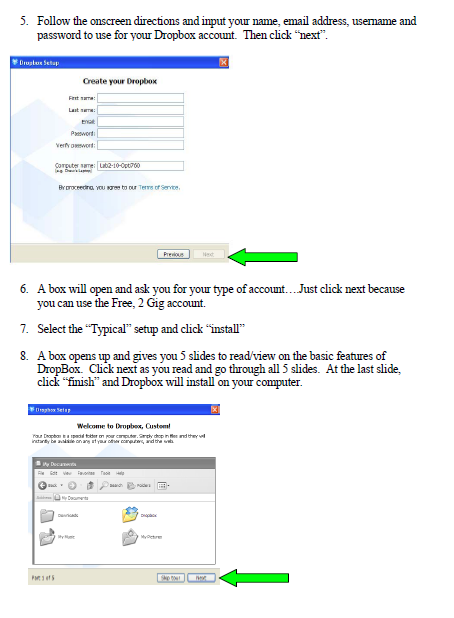 5. Follow the onscreen directions and input your name, email address, username and
password to use for your Dropbox account. Then click “next”.
Dropbox Setup
Create your Dropbox
First name:
Last name:
Email:
Password:
Verify password:
Computer name: Lab2-10-Opti760
By proceeding, you agree to our Terms of Service.
Previous Next
6. A box will open and ask you for your type of account….Just click next because
you can use the Free, 2 Gig account.
7. Select the “Typical” setup and click “install”
8. A box opens up and gives you 5 slides to read/view on the basic features of
DropBox. Click next as you read and go through all 5 slides. At the last slide,
click “finish” and Dropbox will install on your computer.
Dropbox Setup
Welcome to Dropbox, Custom!
Your Dropbox is a special folder on your computer. Simply drop in files and they will
instantly be available on any of your other computers, and the web.
My Documents
File Edit View Favorites Tools Help
Back Search Folders
Address My Documents
Downloads Dropbox
My Music My Pictures
Part 1 of 5 Skip tour Next